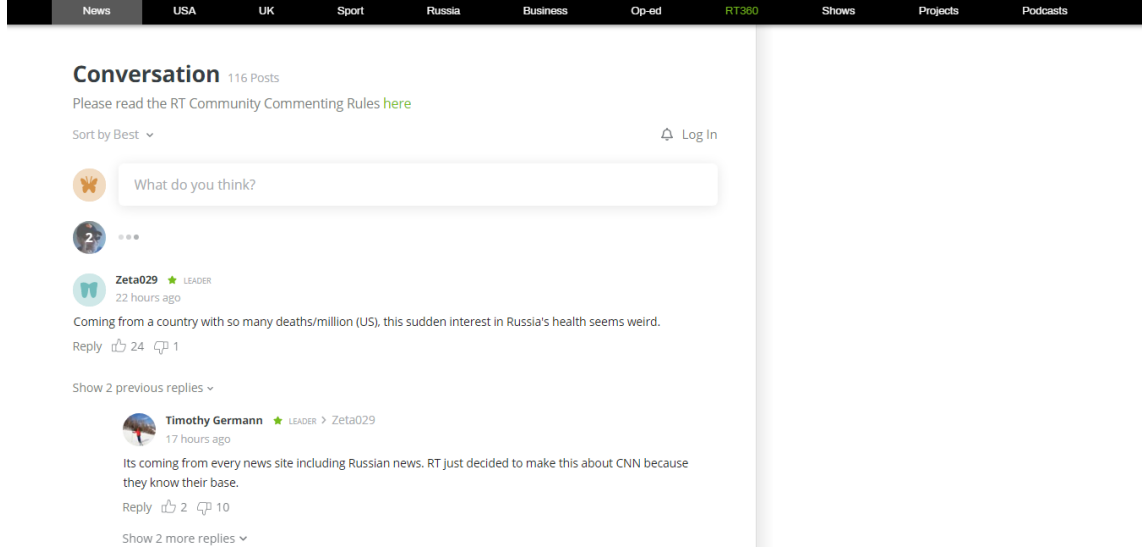 News USA UK Sport Russia Business Op-ed RT360 Shows Projects Podcasts
Conversation 116 Posts
Please read the RT Community Commenting Rules here
Sort by Best Log In
What do you think?
2
Zeta029 LEADER
22 hours ago
Coming from a country with so many deaths/million (US), this sudden interest in Russia's health seems weird.
Reply 24 1
Show 2 previous replies
Timothy Germann LEADER > Zeta029
17 hours ago
Its coming from every news site including Russian news. RT just decided to make this about CNN because
they know their base.
Reply 2 10
Show 2 more replies